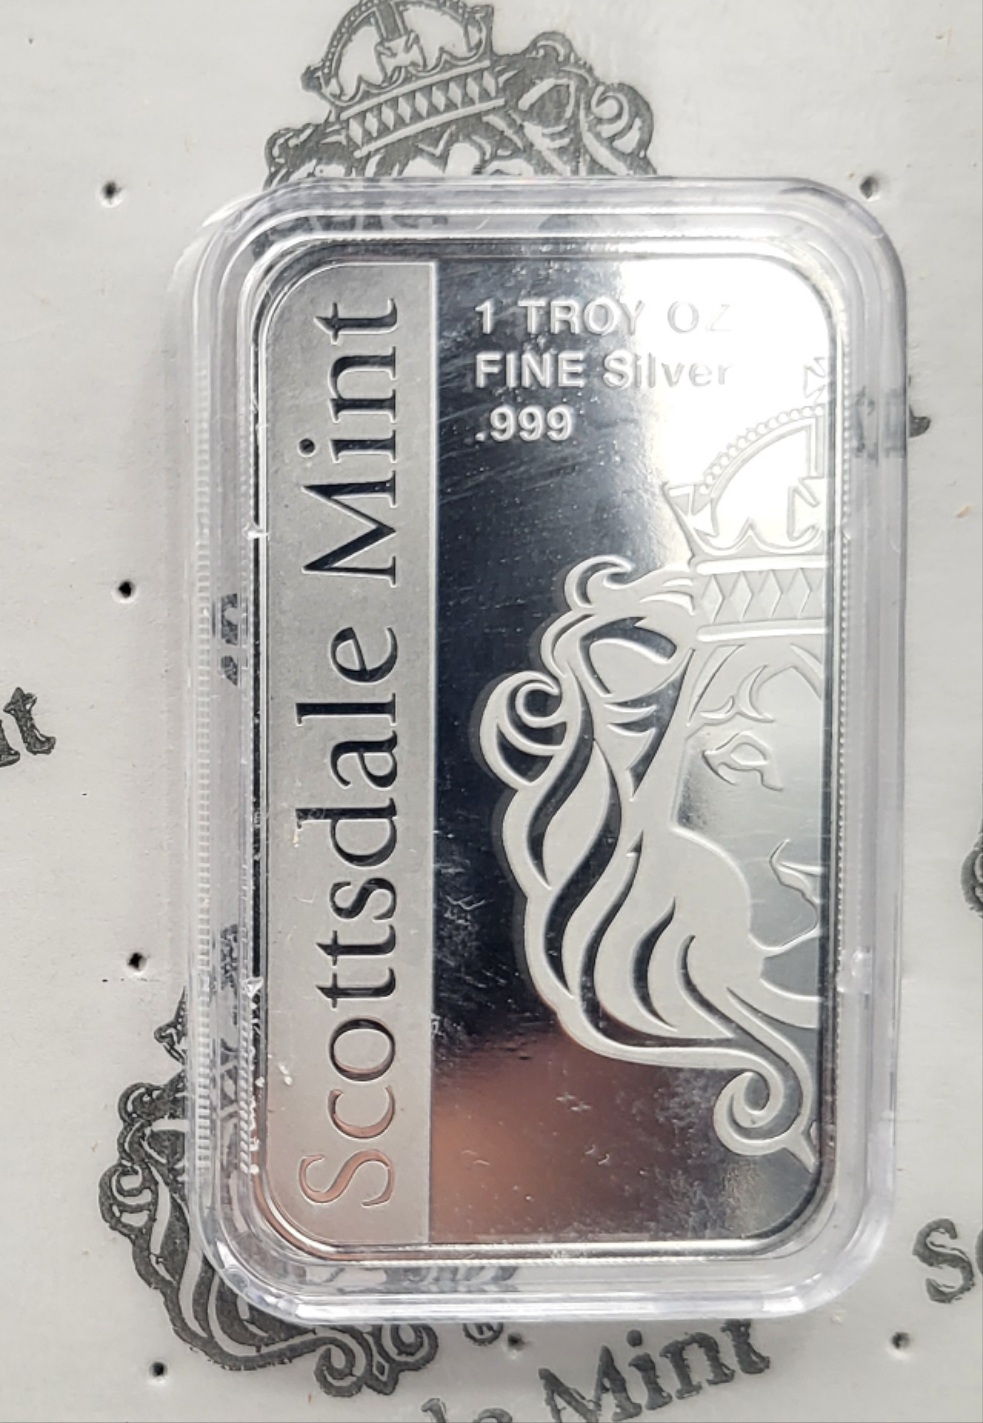 Scottsdale Mint
1 TROY OZ
FINE Silver
.999
Mint